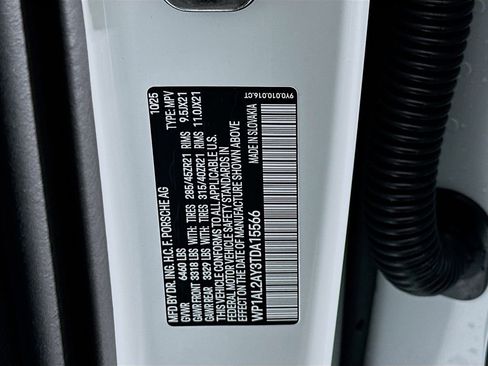 MFD BY DR. ING. H.C. F. PORSCHE AG 10/25
GVWR 6460 LBS TYPE: MPV
GAWR FRONT 3318 LBS WITH: TIRES 285/45ZR21 RIMS 9.5JX21
GAWR REAR 3329 LBS WITH: TIRES 315/40ZR21 RIMS 11.0JX21
THIS VEHICLE CONFORMS TO ALL APPLICABLE U.S.
FEDERAL MOTOR VEHICLE SAFETY STANDARDS IN
EFFECT ON THE DATE OF MANUFACTURE SHOWN ABOVE
WP1AL2AY3TDA15566 MADE IN SLOVAKIA
9Y0.010.016.CT